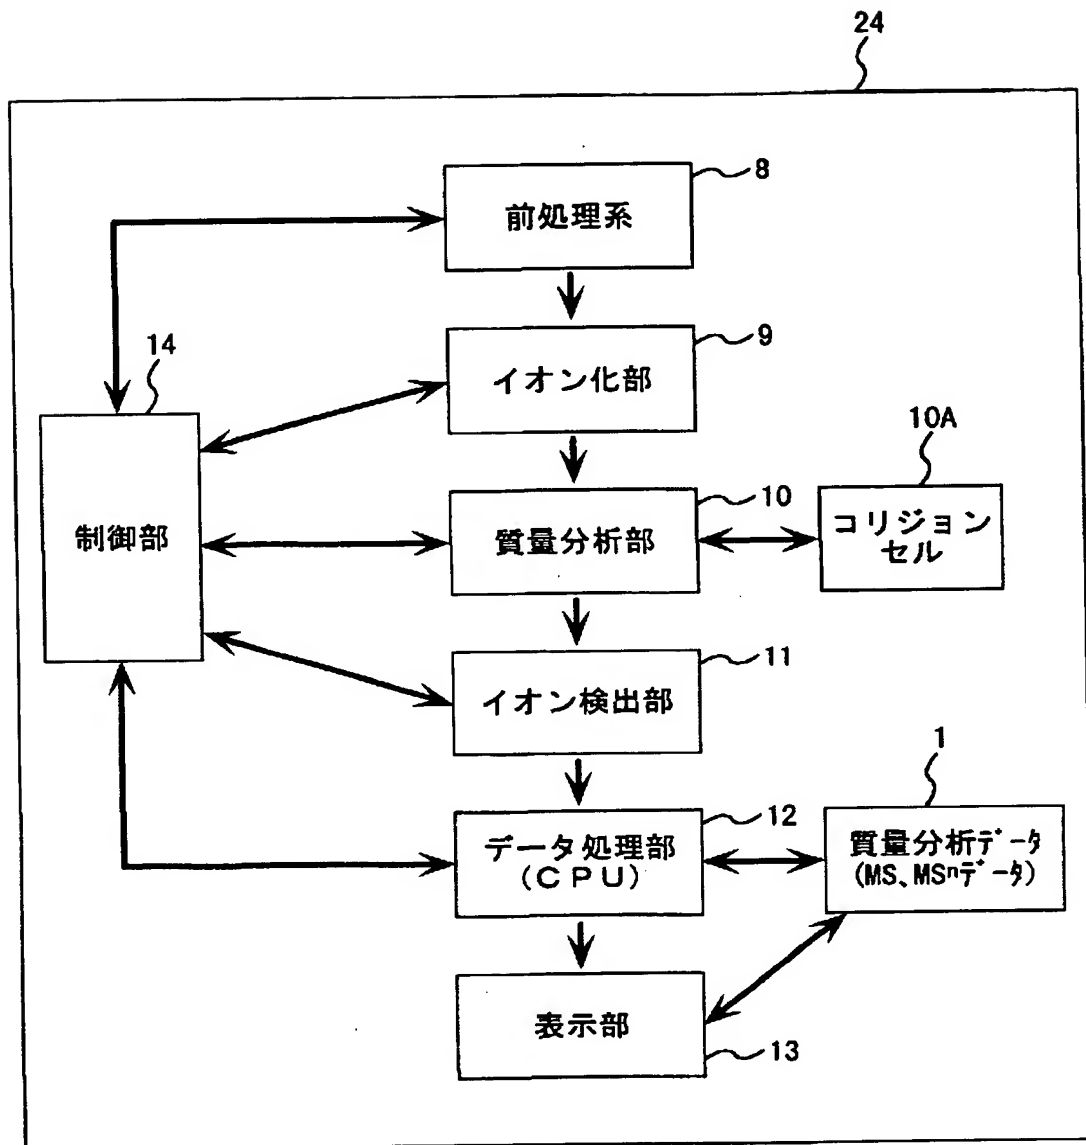 24
8
前処理系
9
イオン化部
14
制御部
10
質量分析部
10A
コリジョン
セル
11
イオン検出部
12
データ処理部
(CPU)
1
質量分析データ
(MS、MSⁿデータ)
表示部
13